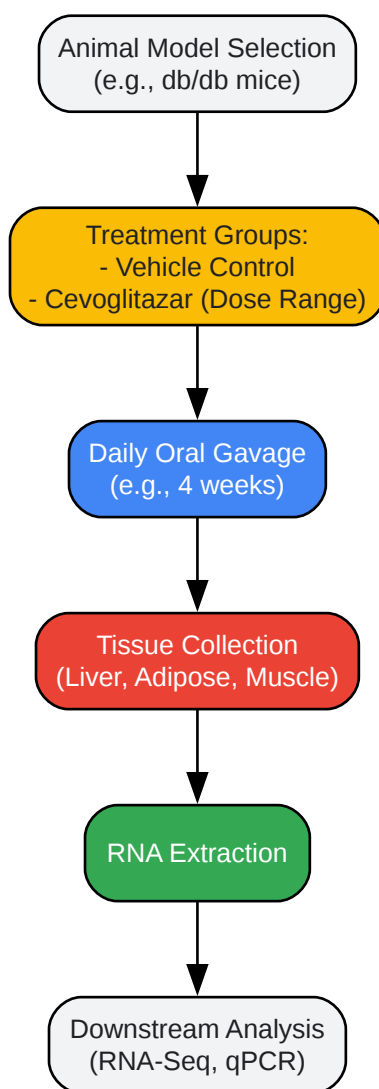 Animal Model Selection
(e.g., db/db mice)
Treatment Groups:
- Vehicle Control
- Cevoglitazar (Dose Range)
Daily Oral Gavage
(e.g., 4 weeks)
Tissue Collection
(Liver, Adipose, Muscle)
RNA Extraction
Downstream Analysis
(RNA-Seq, qPCR)